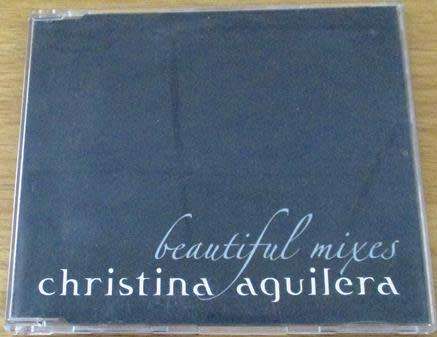 beautiful mixes
christina aguilera